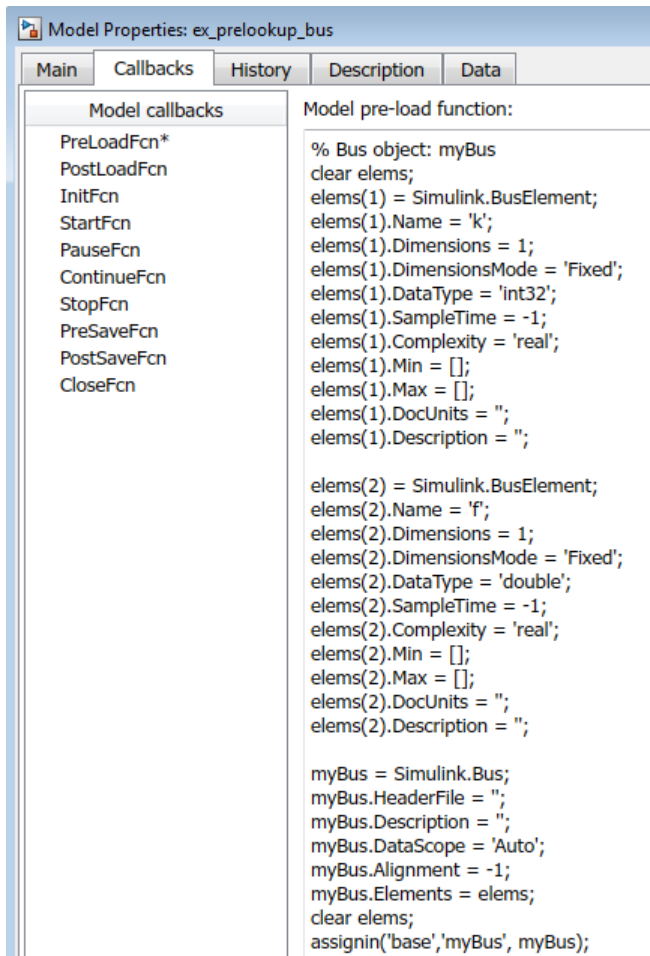 Model Properties: ex_prelookup_bus
Main Callbacks History Description Data
Model callbacks
PreLoadFcn*
PostLoadFcn
InitFcn
StartFcn
PauseFcn
ContinueFcn
StopFcn
PreSaveFcn
PostSaveFcn
CloseFcn
Model pre-load function:
% Bus object: myBus
clear elems;
elems(1) = Simulink.BusElement;
elems(1).Name = 'k';
elems(1).Dimensions = 1;
elems(1).DimensionsMode = 'Fixed';
elems(1).DataType = 'int32';
elems(1).SampleTime = -1;
elems(1).Complexity = 'real';
elems(1).Min = [];
elems(1).Max = [];
elems(1).DocUnits = '';
elems(1).Description = '';
elems(2) = Simulink.BusElement;
elems(2).Name = 'f';
elems(2).Dimensions = 1;
elems(2).DimensionsMode = 'Fixed';
elems(2).DataType = 'double';
elems(2).SampleTime = -1;
elems(2).Complexity = 'real';
elems(2).Min = [];
elems(2).Max = [];
elems(2).DocUnits = '';
elems(2).Description = '';
myBus = Simulink.Bus;
myBus.HeaderFile = '';
myBus.Description = '';
myBus.DataScope = 'Auto';
myBus.Alignment = -1;
myBus.Elements = elems;
clear elems;
assignin('base','myBus', myBus);